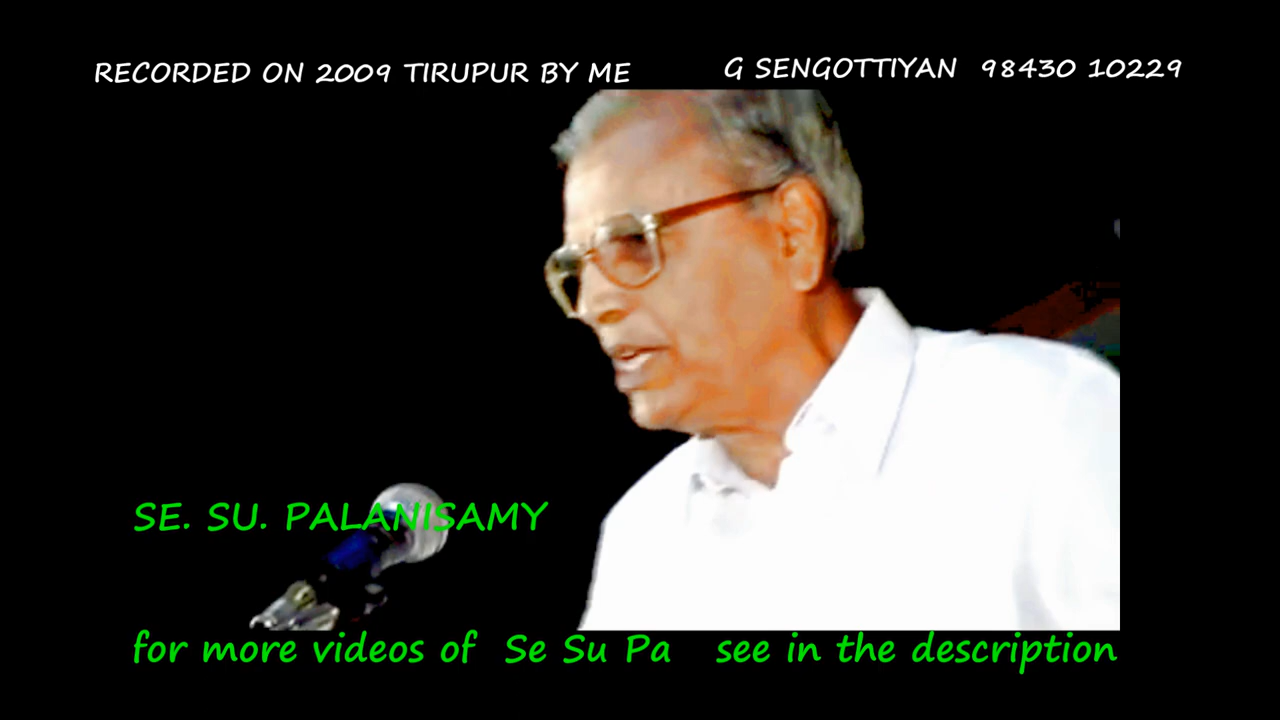 RECORDED ON 2009 TIRUPUR BY ME G SENGOTTIYAN 98430 10229
SE. SU. PALANISAMY
for more videos of Se Su Pa see in the description